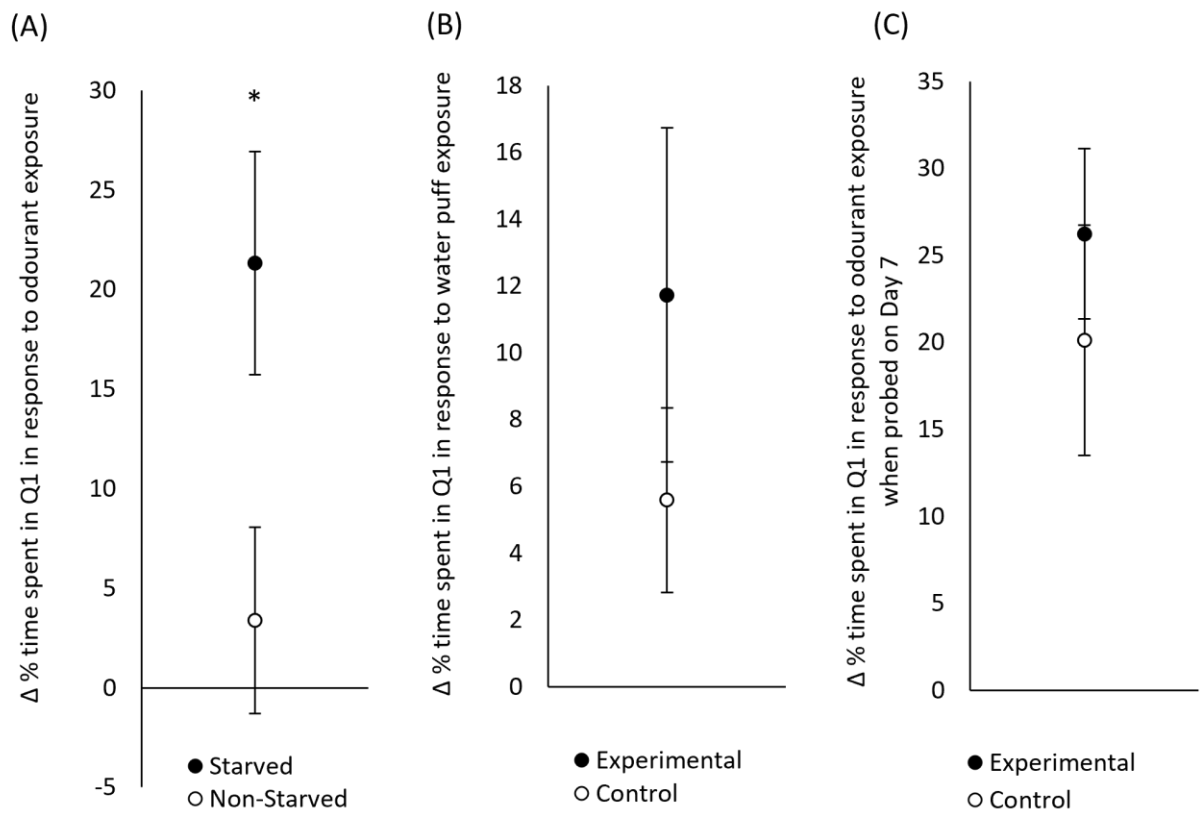 (A)
Δ % time spent in Q1 in response to odourant exposure
30
25
20
15
10
5
0
-5
*
Starved
Non-Starved
(B)
Δ % time spent in Q1 in response to water puff exposure
18
16
14
12
10
8
6
4
2
0
Experimental
Control
(C)
Δ % time spent in Q1 in response to odourant exposure
when probed on Day 7
35
30
25
20
15
10
5
0
Experimental
Control